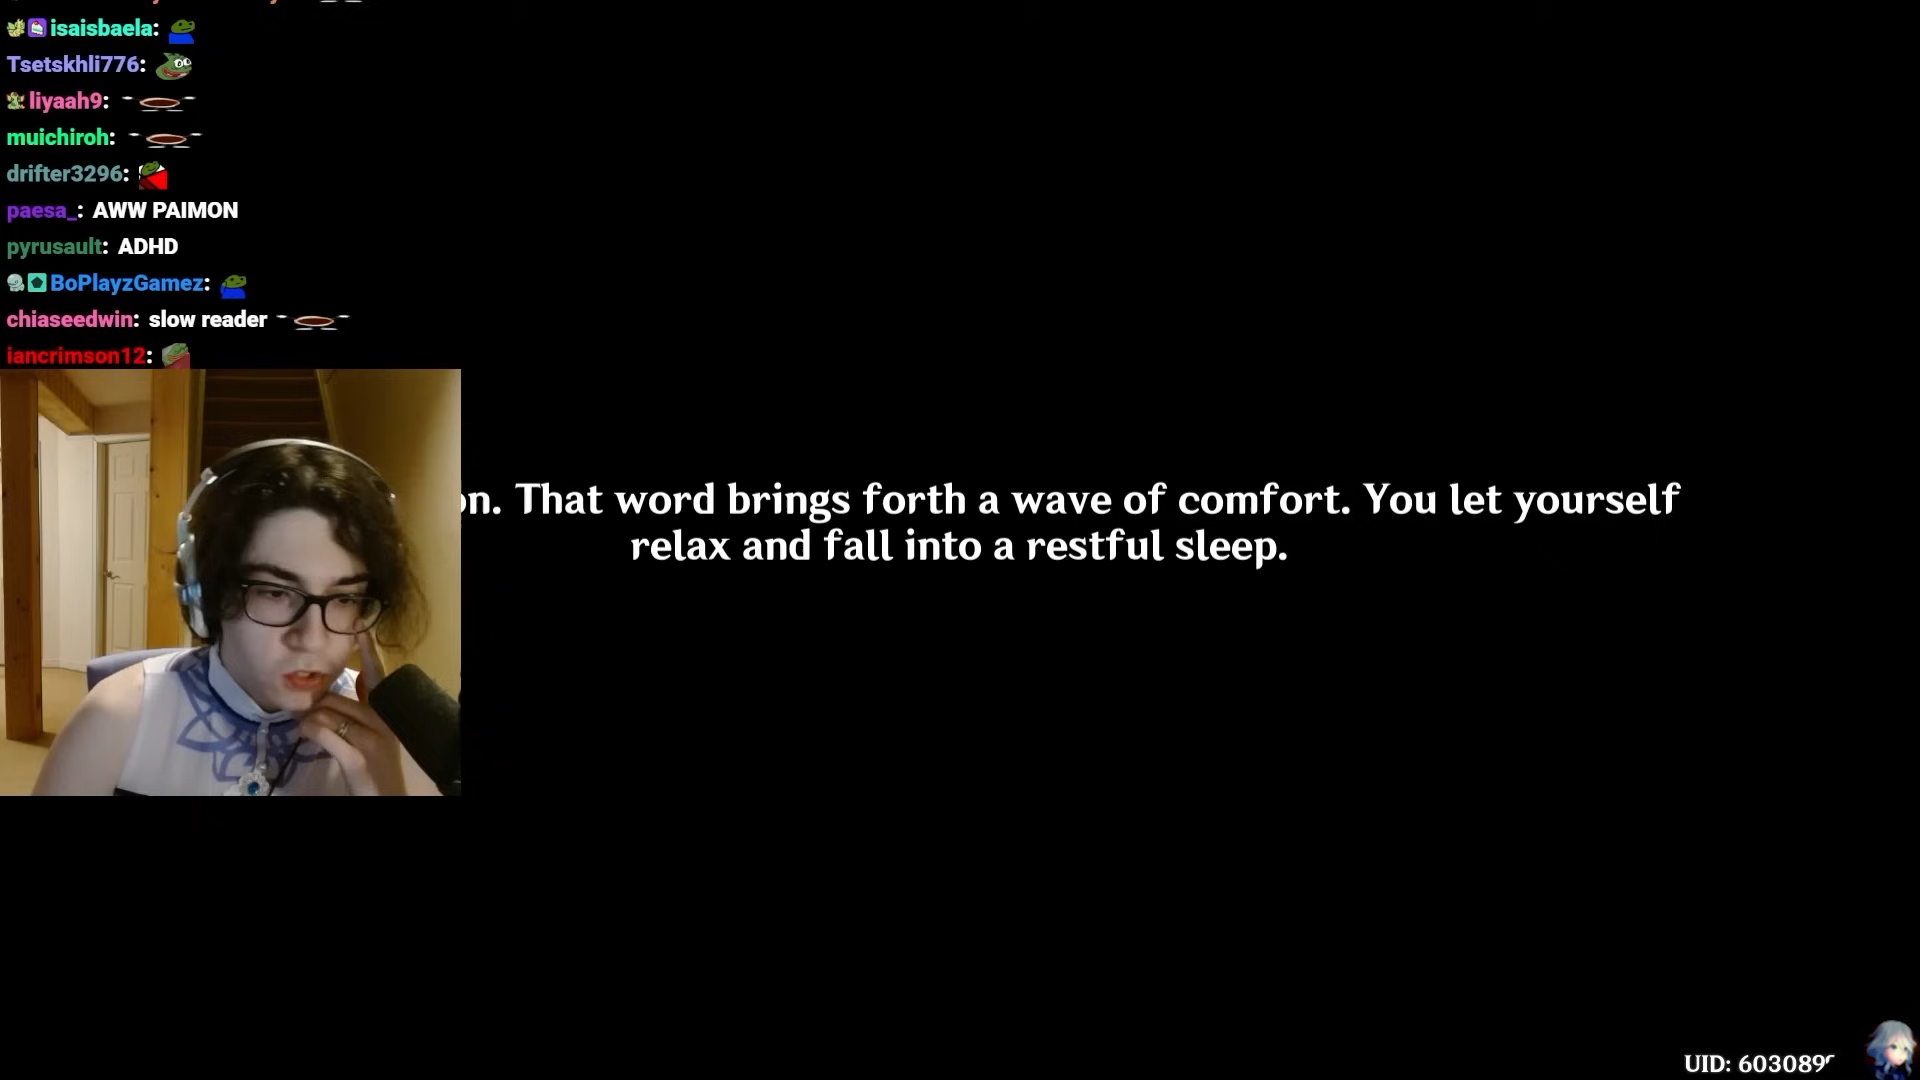 isaisbaela:
Tsetskhli776:
liyaah9:
muichiroh:
drifter3296:
paesa_: AWW PAIMON
pyrusault: ADHD
BoPlayzGamez:
chiaseedwin: slow reader
iancrimson12:
on. That word brings forth a wave of comfort. You let yourself
relax and fall into a restful sleep.
UID: 603089